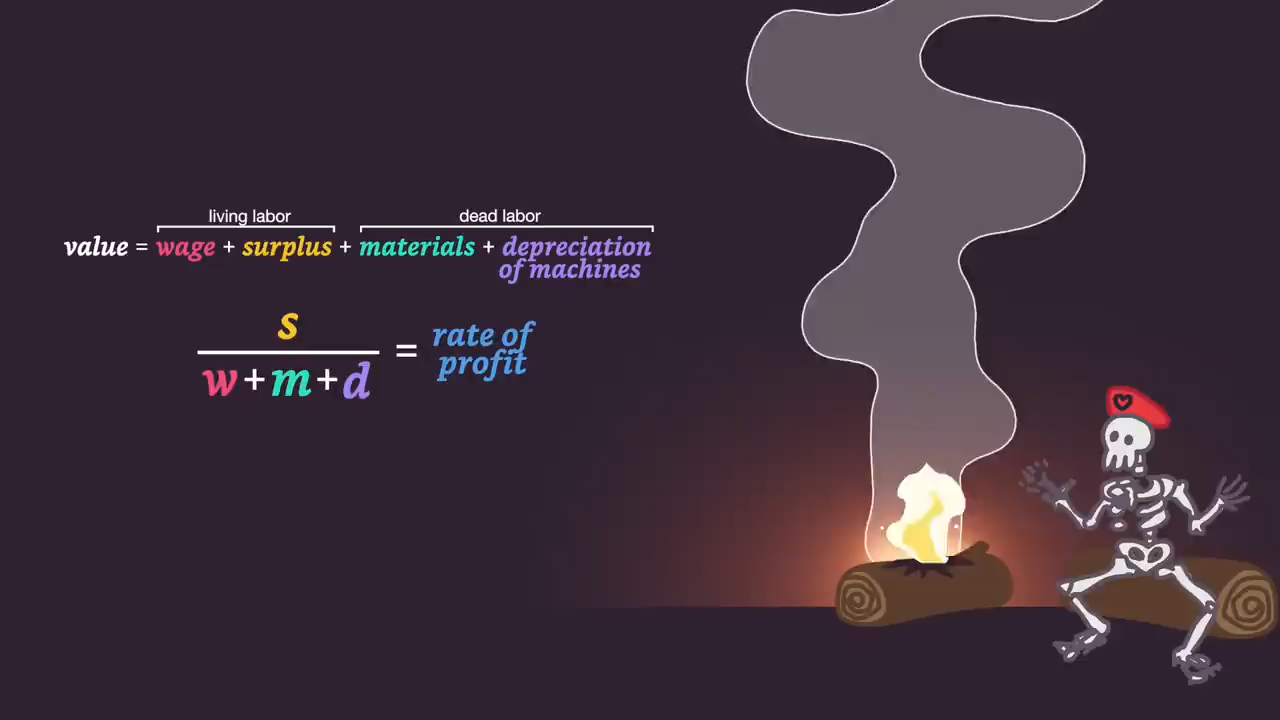 living labor dead labor
value = wage + surplus + materials + depreciation
of machines
s
w+m+d
=
rate of
profit